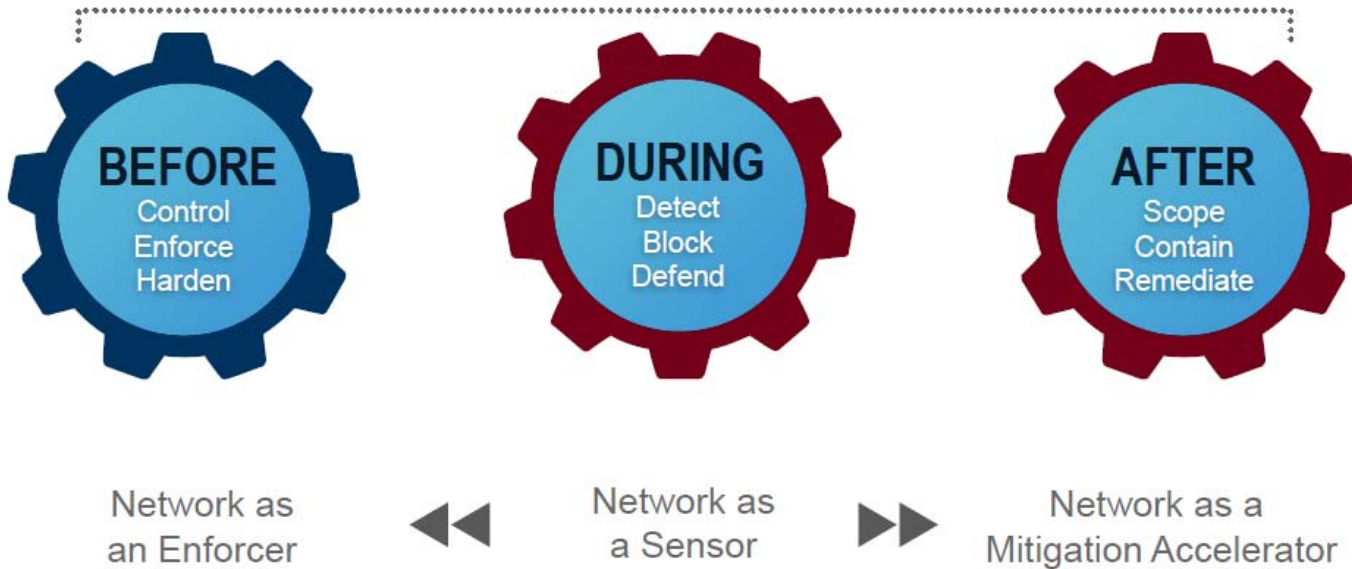 BEFORE
Control
Enforce
Harden
DURING
Detect
Block
Defend
AFTER
Scope
Contain
Remediate
Network as
an Enforcer
Network as
a Sensor
Network as a
Mitigation Accelerator